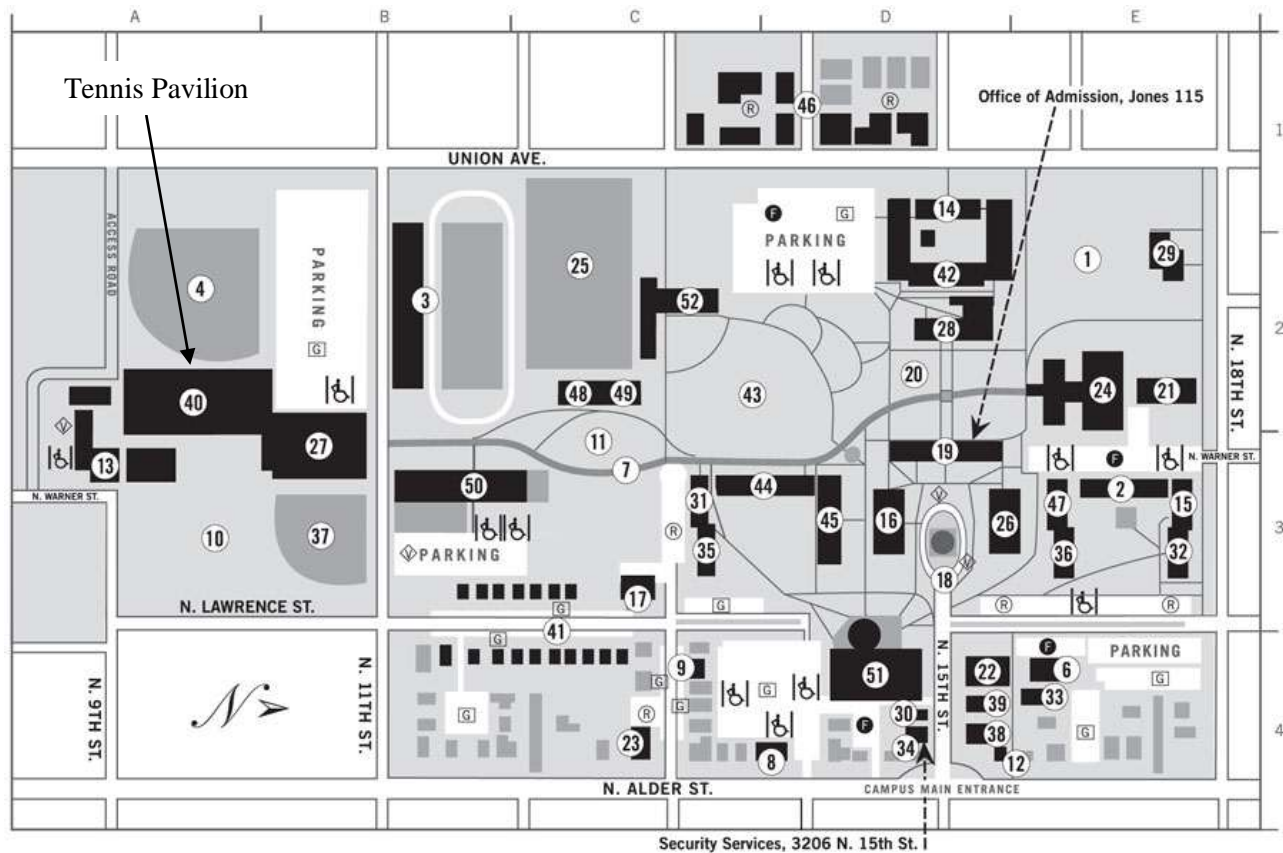 A B C D E
Tennis Pavilion
46
R
R
Office of Admission, Jones 115
1
UNION AVE.
ACCESS ROAD
PARKING
G
4
3
25
52
F
G
PARKING
14
42
28
1
29
2
N. 18TH ST.
40
27
48
49
43
20
24
21
V
13
11
7
19
F
N. WARNER ST.
N. WARNER ST.
50
31
44
45
16
V
26
47
2
15
3
10
37
V PARKING
R
35
18
V
36
32
N. LAWRENCE ST.
17
G
G
R
R
41
G
N. 9TH ST.
N
N. 11TH ST.
G
R
23
G
G
9
G
8
51
F
30
34
N. 15TH ST.
22
39
38
12
F
6
33
G
PARKING
G
4
N. ALDER ST.
CAMPUS MAIN ENTRANCE
Security Services, 3206 N. 15th St.